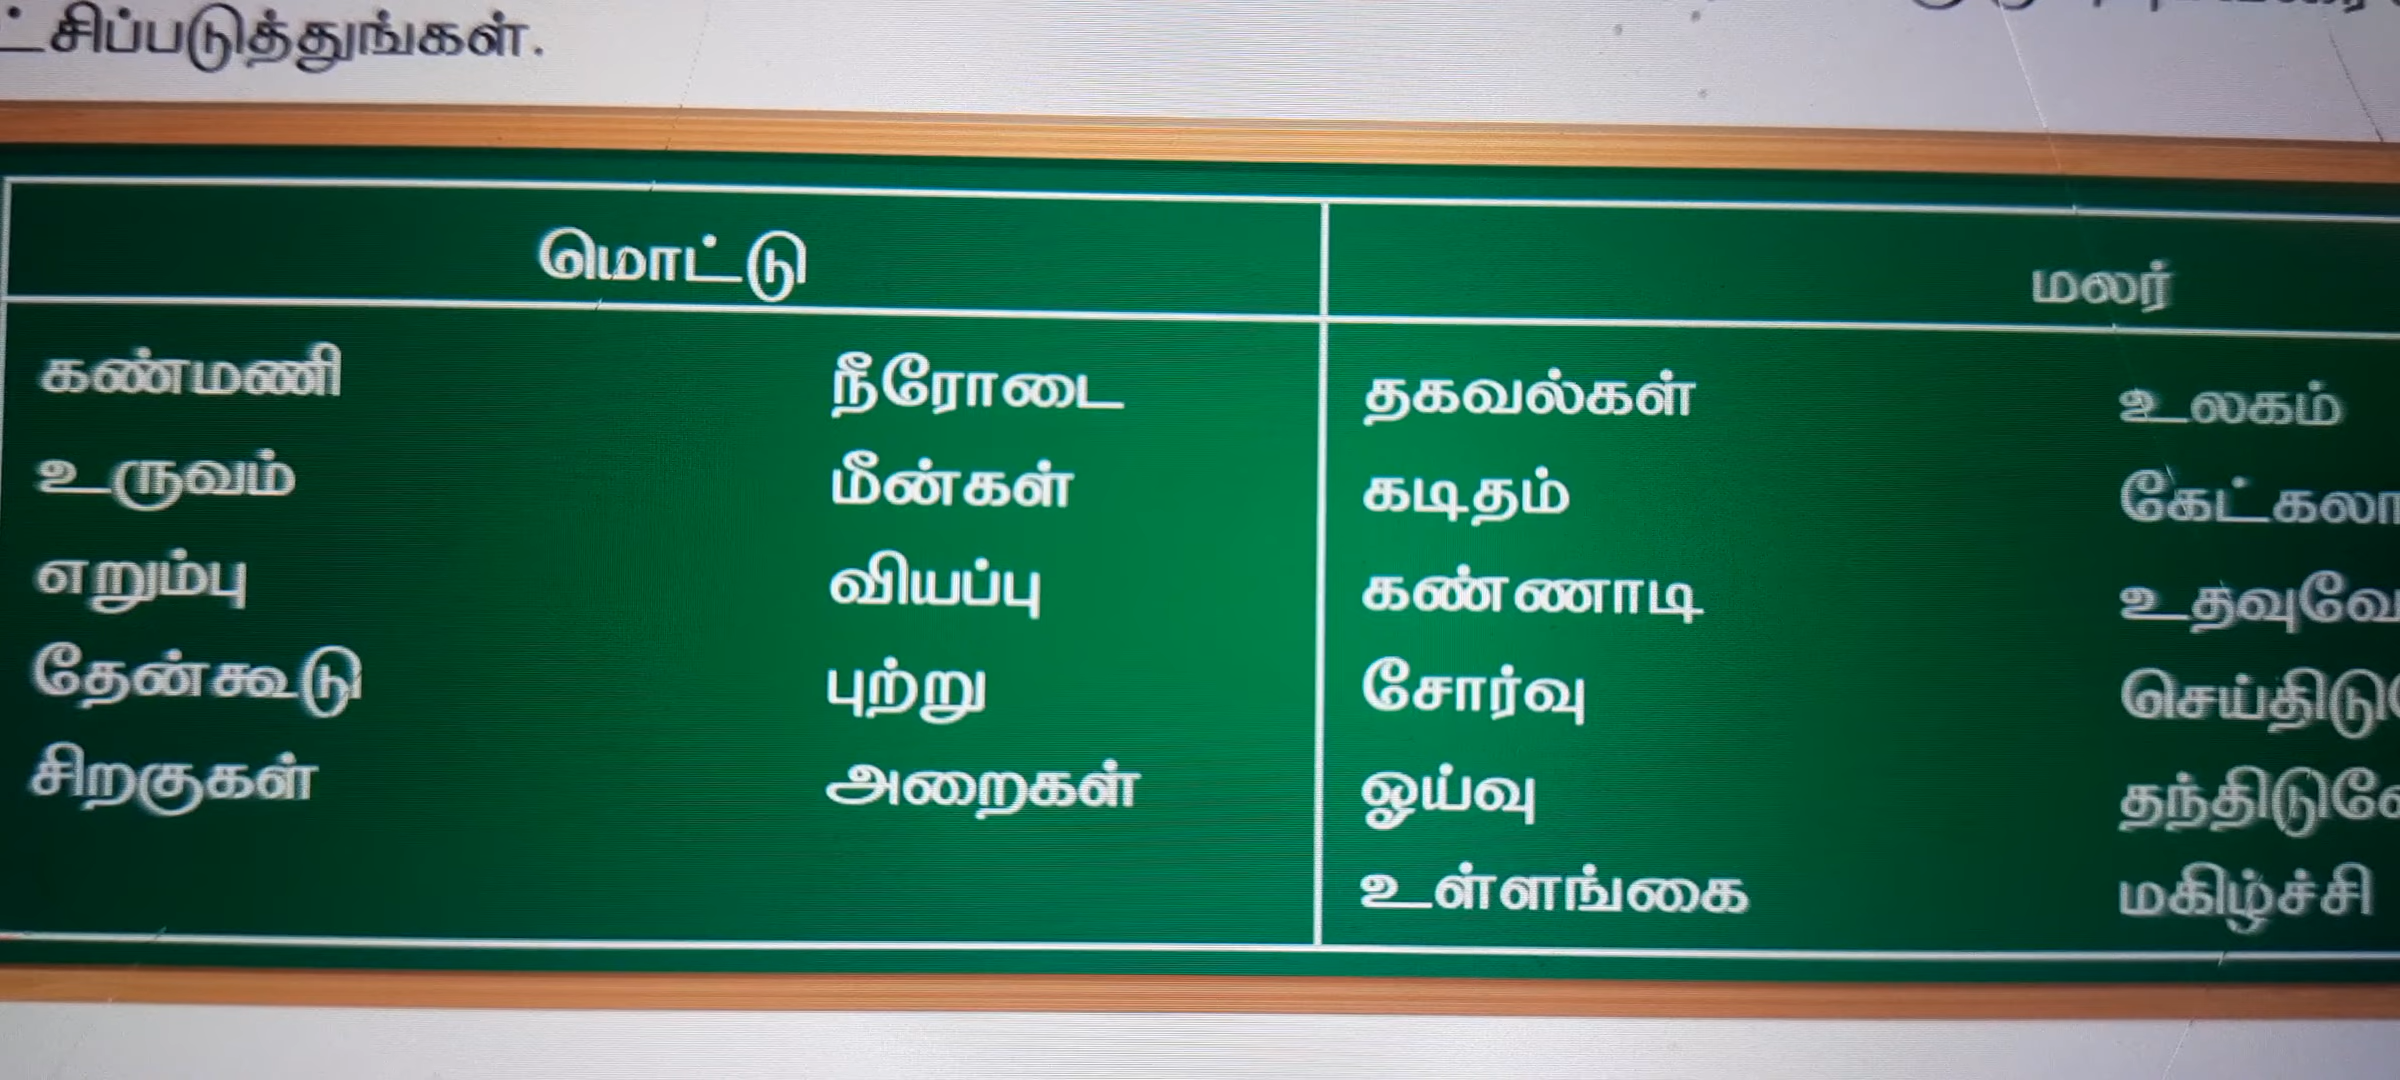 சிப்படுத்துங்கள்.
மொட்டு மலர்
கண்மணி நீரோடை தகவல்கள் உலகம்
உருவம் மீன்கள் கடிதம்
எறும்பு வியப்பு கண்ணாடி
தேன்கூடு புற்று சோர்வு
சிறகுகள் அறைகள் ஓய்வு
உள்ளங்கை மகிழ்ச்சி